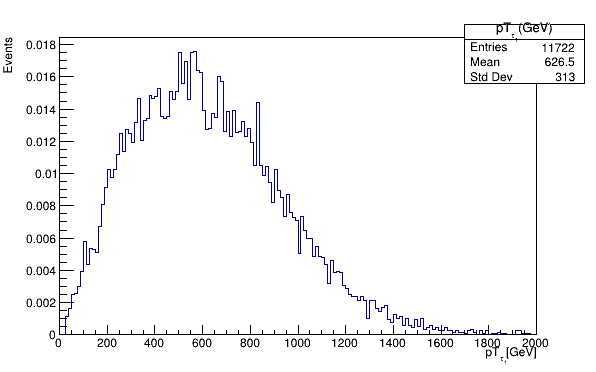 pT_τ₁(GeV)
Entries 11722
Mean 626.5
Std Dev 313
Events
0.018
0.016
0.014
0.012
0.01
0.008
0.006
0.004
0.002
0
0 200 400 600 800 1000 1200 1400 1600 1800 2000
pT_τ₁[GeV]